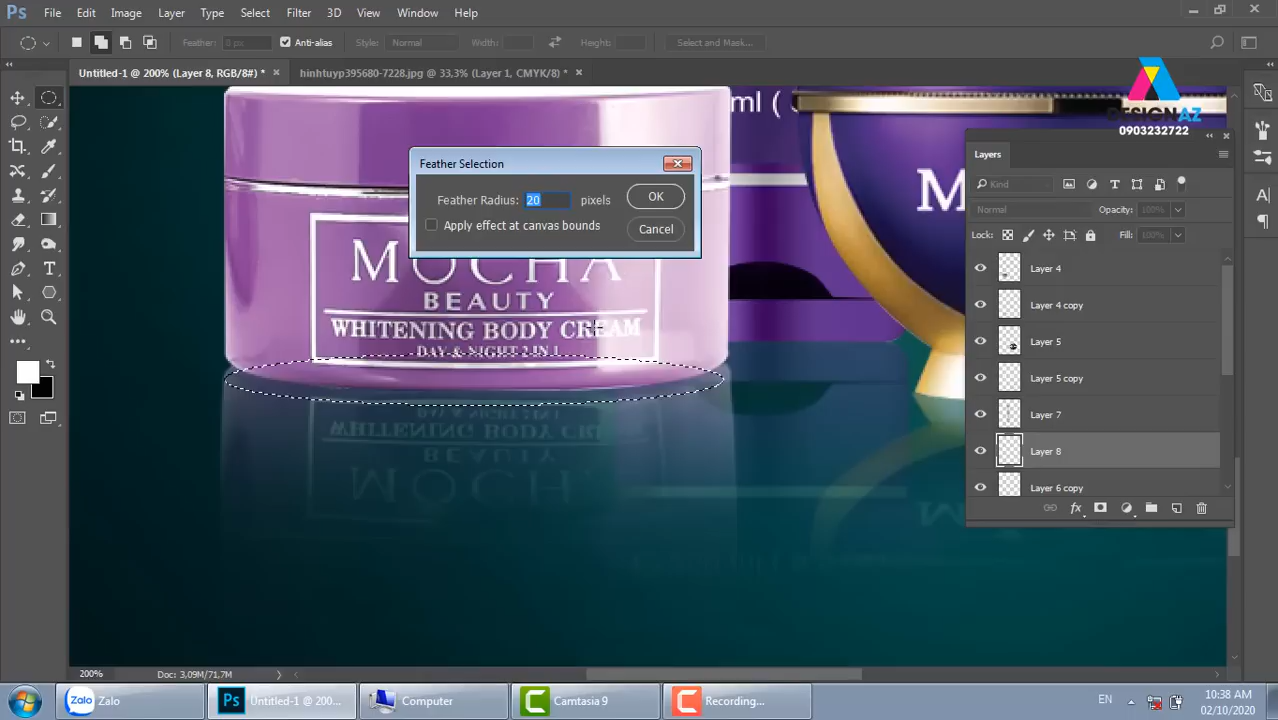 Ps File Edit Image Layer Type Select Filter 3D View Window Help
Feather: 8 px Anti-alias Style: Normal Width: Height: Select and Mask...
Untitled-1 @ 200% (Layer 8, RGB/8#) * × hinhtuyp395680-7228.jpg @ 33,3% (Layer 1, CMYK/8) * ×
DESIGNAZ
0903232722
ml (
M
Feather Selection
Feather Radius: 20 pixels
OK
Apply effect at canvas bounds
Cancel
MOCHA
BEAUTY
WHITENING BODY CREAM
DAY & NIGHT 2 IN 1
Layers
Kind
Normal Opacity: 100%
Lock: Fill: 100%
Layer 4
Layer 4 copy
Layer 5
Layer 5 copy
Layer 7
Layer 8
Layer 6 copy
fx
200% Doc: 3,09M/71,7M
Zalo Zalo
Ps Untitled-1 @ 200...
Computer
Camtasia 9
Recording...
EN
10:38 AM
02/10/2020